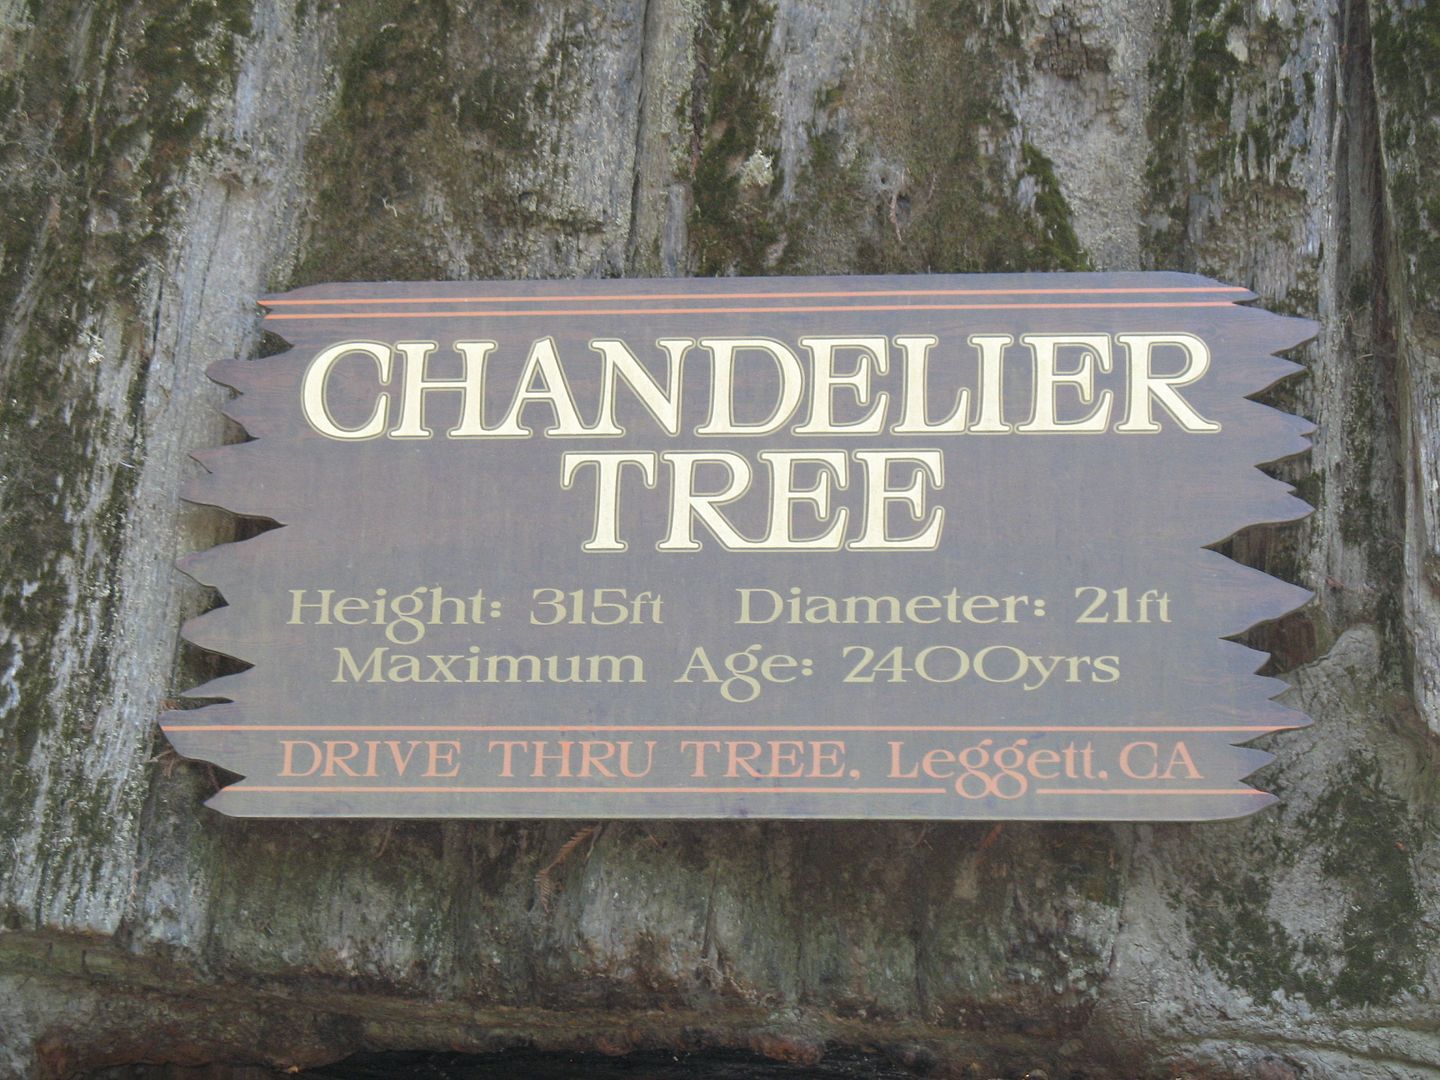 CHANDELIER
TREE
Height: 315ft Diameter: 21ft
Maximum Age: 2400yrs
DRIVE THRU TREE, Leggett, CA